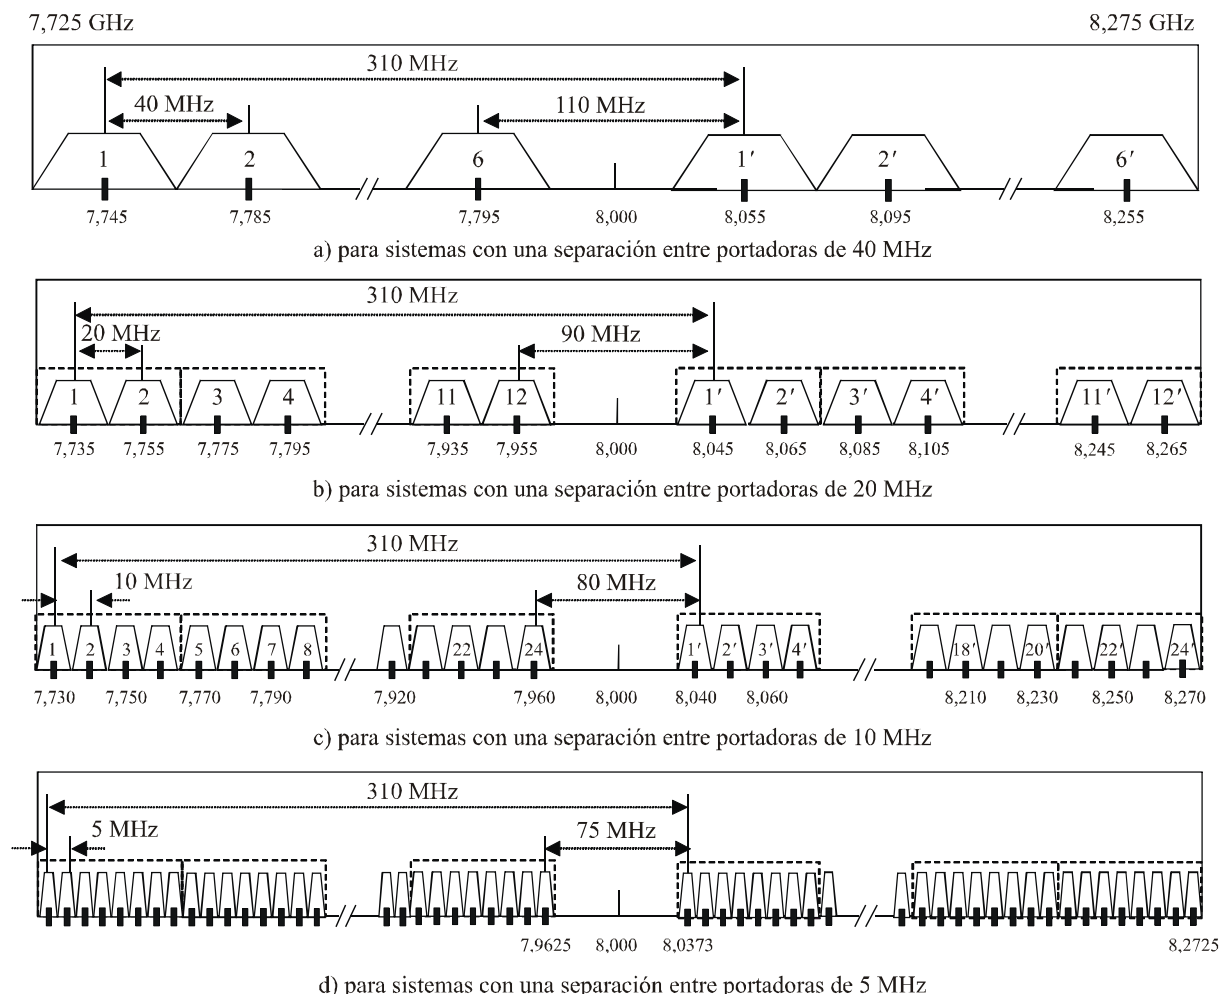 7,725 GHz 8,275 GHz
310 MHz
40 MHz 110 MHz
1 2 6 1′ 2′ 6′
7,745 7,785 7,795 8,000 8,055 8,095 8,255
a) para sistemas con una separación entre portadoras de 40 MHz
310 MHz
20 MHz 90 MHz
1 2 3 4 11 12 1′ 2′ 3′ 4′ 11′ 12′
7,735 7,755 7,775 7,795 7,935 7,955 8,000 8,045 8,065 8,085 8,105 8,245 8,265
b) para sistemas con una separación entre portadoras de 20 MHz
310 MHz
10 MHz 80 MHz
1 2 3 4 5 6 7 8 22 24 1′ 2′ 3′ 4′ 18′ 20′ 22′ 24′
7,730 7,750 7,770 7,790 7,920 7,960 8,000 8,040 8,060 8,210 8,230 8,250 8,270
c) para sistemas con una separación entre portadoras de 10 MHz
310 MHz
5 MHz 75 MHz
7,9625 8,000 8,0373 8,2725
d) para sistemas con una separación entre portadoras de 5 MHz